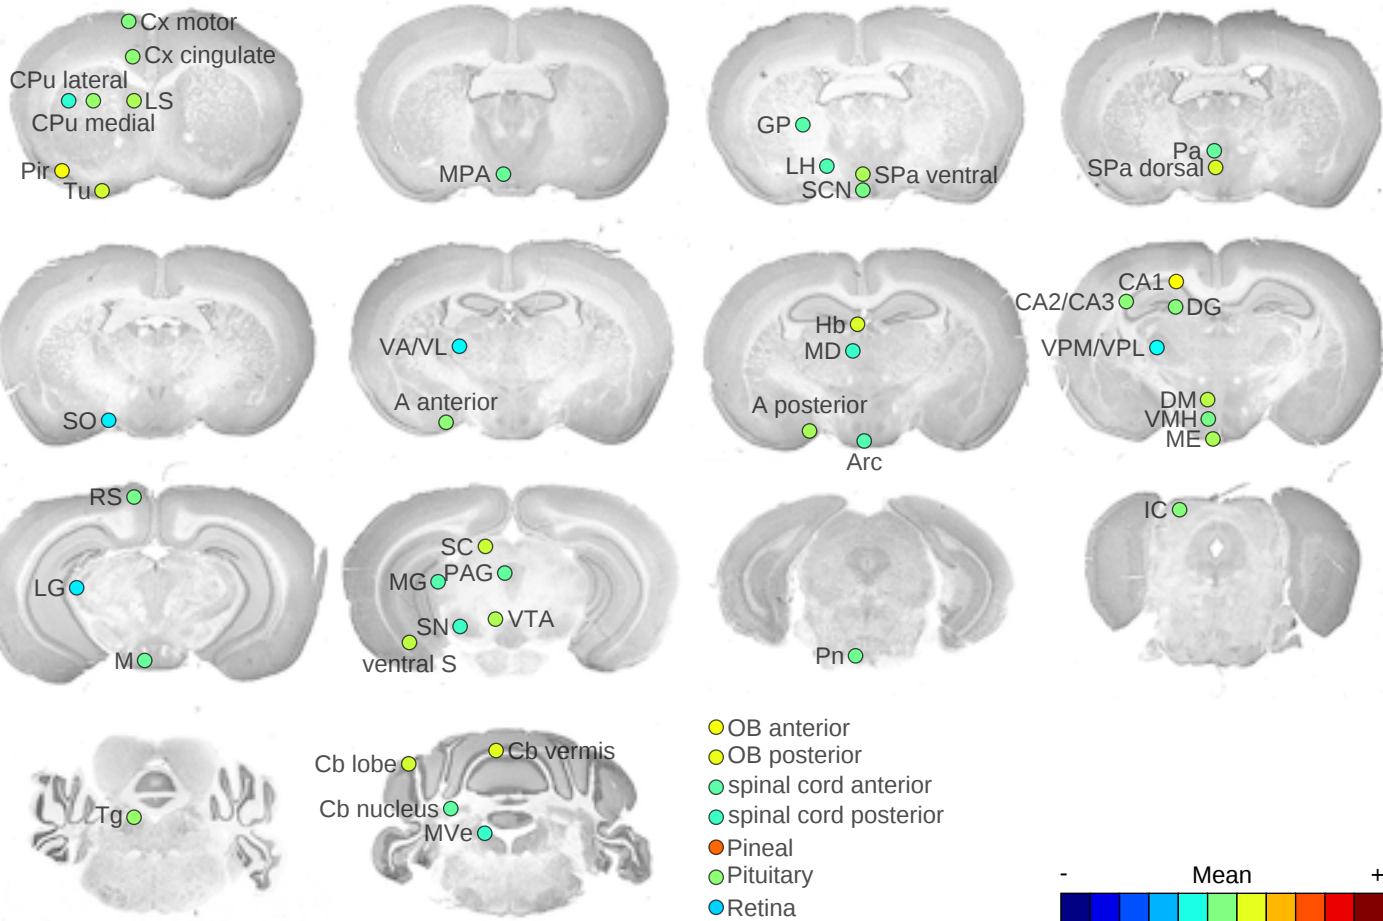 Cx motor
Cx cingulate
CPu lateral
LS
CPu medial
Pir
Tu
MPA
GP
LH
SPa ventral
SCN
Pa
SPa dorsal
SO
VA/VL
A anterior
Hb
MD
A posterior
Arc
CA1
CA2/CA3
DG
VPM/VPL
DM
VMH
ME
RS
LG
M
SC
PAG
MG
VTA
SN
ventral S
Pn
IC
Tg
Cb lobe
Cb vermis
Cb nucleus
MVe
OB anterior
OB posterior
spinal cord anterior
spinal cord posterior
Pineal
Pituitary
Retina
- Mean +